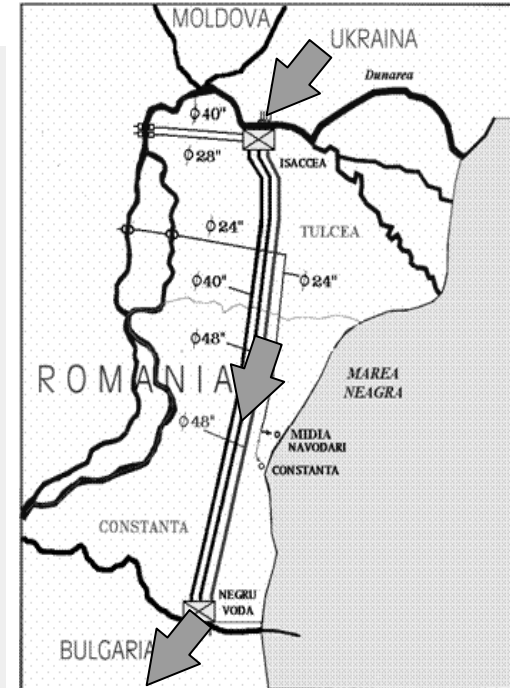 MOLDOVA
UKRAINA
Dunarea
ϕ40"
ISACCEA
ϕ28"
ϕ24"
TULCEA
ϕ40"
ϕ24"
ϕ48"
ROMANIA
MAREA
NEAGRA
ϕ48"
MIDIA
NAVODARI
CONSTANTA
CONSTANTA
NEGRU
VODA
BULGARIA